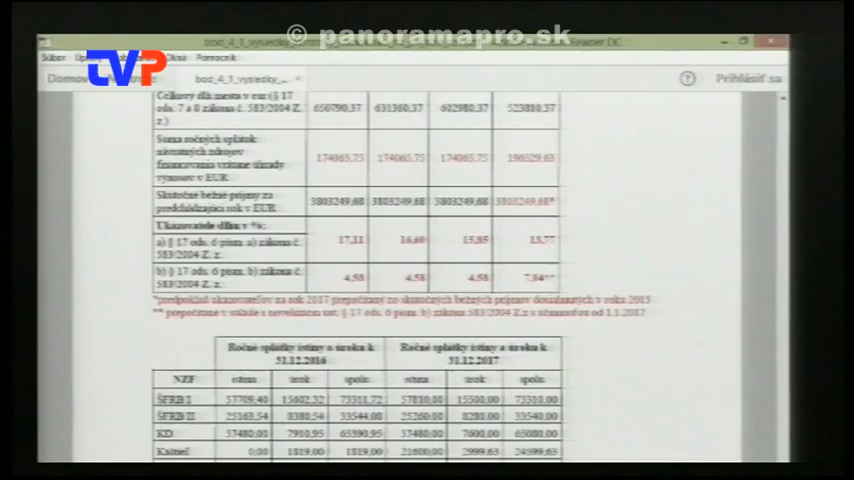 © panoramapro.sk
TVP
Súbor
Okná Pomocník
Domov
bod_4_1_vysledky_...
×
?
Prihlásiť sa
Celkový dlh mesta v eur (§ 17
ods. 7 a 8 zákona č. 583/2004 Z.
z.)
650790,37 631360,37 602980,37 523810,37
Suma ročných splátok
návratných zdrojov
financovania vrátane úhrady
výnosov v EUR
174065,75 174065,75 174065,75 196529,63
Skutočné bežné príjmy za
predchádzajúci rok v EUR
3803249,68 3803249,68 3803249,68 3803249,68*
Ukazovatele dlhu v %:
a) § 17 ods. 6 písm. a) zákona č.
583/2004 Z. z.
17,11 16,60 15,85 13,77
b) § 17 ods. 6 písm. b) zákona č.
583/2004 Z. z.
4,58 4,58 4,58 7,84**
*predpoklad ukazovateľov na rok 2017 prepočítaný zo skutočných bežných príjmov dosiahnutých v roku 2015
** prepočítané v súlade s novelizáciou ust. § 17 ods. 6 písm. b) zákona 583/2004 Z.z s účinnosťou od 1.1.2017
Ročné splátky istiny a úroku k
31.12.2016
Ročné splátky istiny a úroku k
31.12.2017
NZF istina úrok spolu istina úrok spolu
ŠFRB I 57709,40 15602,32 73311,72 57810,00 15500,00 73310,00
ŠFRB II 25163,54 8380,54 33544,08 25260,00 8280,00 33540,00
KD 57480,00 7910,95 65390,95 57480,00 7600,00 65080,00
Kaštieľ 0,00 1819,00 1819,00 21600,00 2999,63 24599,63